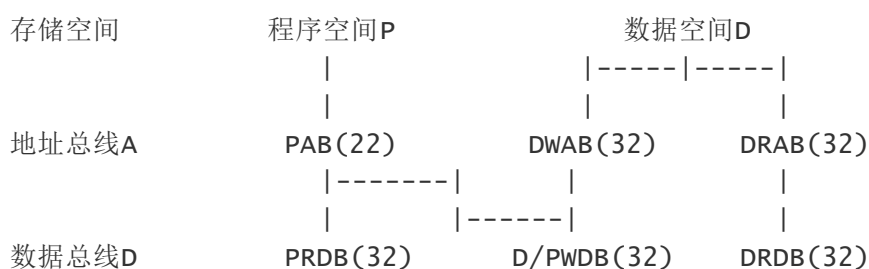 存储空间 程序空间P 数据空间D
| |-----|-----|
| | |
地址总线A PAB(22) DWAB(32) DRAB(32)
|-------| | |
| |------| |
数据总线D PRDB(32) D/PWDB(32) DRDB(32)